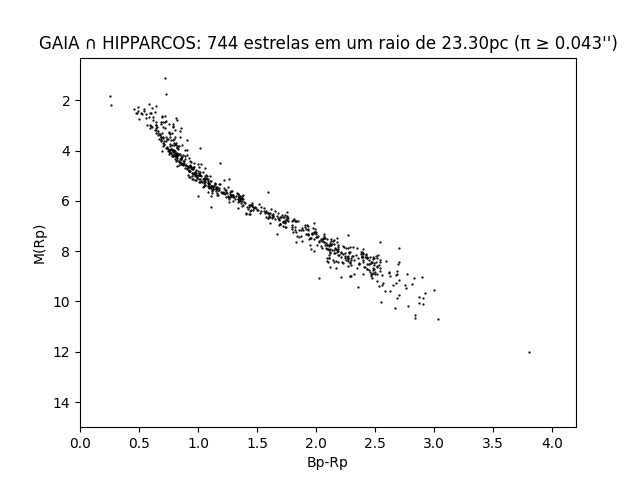 GAIA ∩ HIPPARCOS: 744 estrelas em um raio de 23.30pc (π ≥ 0.043'')
2
4
6
8
10
12
14
M(Rp)
0.0 0.5 1.0 1.5 2.0 2.5 3.0 3.5 4.0
Bp-Rp